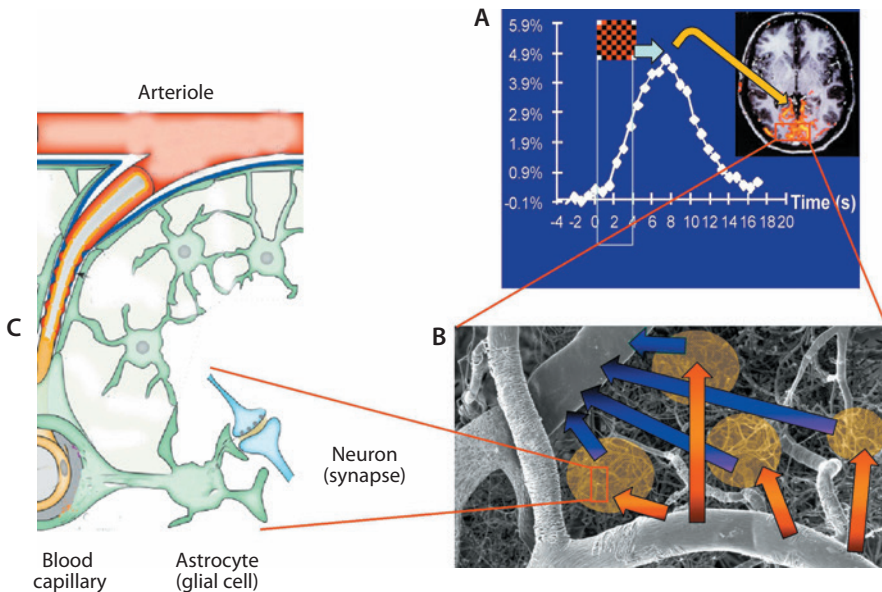 A
5.9%
4.9%
3.9%
2.9%
1.9%
0.9%
-0.1%
-4 -2 0 2 4 6 8 10 12 14 16 18 20
Time (s)
Arteriole
C
B
Neuron
(synapse)
Blood
capillary
Astrocyte
(glial cell)